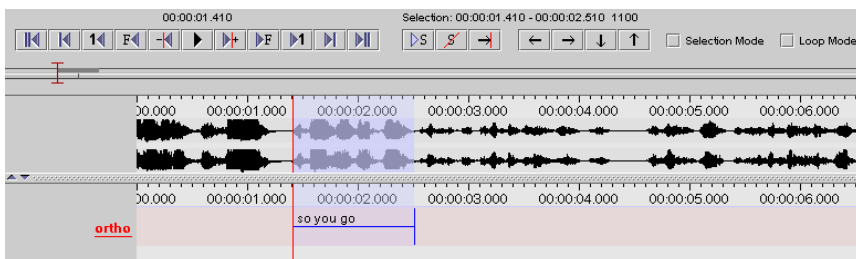 00:00:01.410 Selection: 00:00:01.410 - 00:00:02.510 1100
1 F - + F 1 S S Selection Mode Loop Mode
00.000 00:00:01.000 00:00:02.000 00:00:03.000 00:00:04.000 00:00:05.000 00:00:06.000
00.000 00:00:01.000 00:00:02.000 00:00:03.000 00:00:04.000 00:00:05.000 00:00:06.000
so you go
ortho